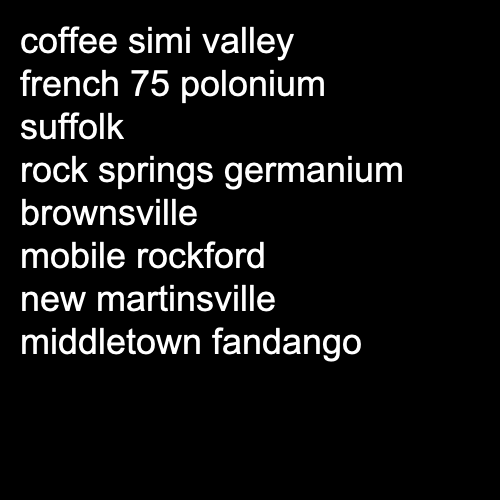 coffee simi valley
french 75 polonium
suffolk
rock springs germanium
brownsville
mobile rockford
new martinsville
middletown fandango